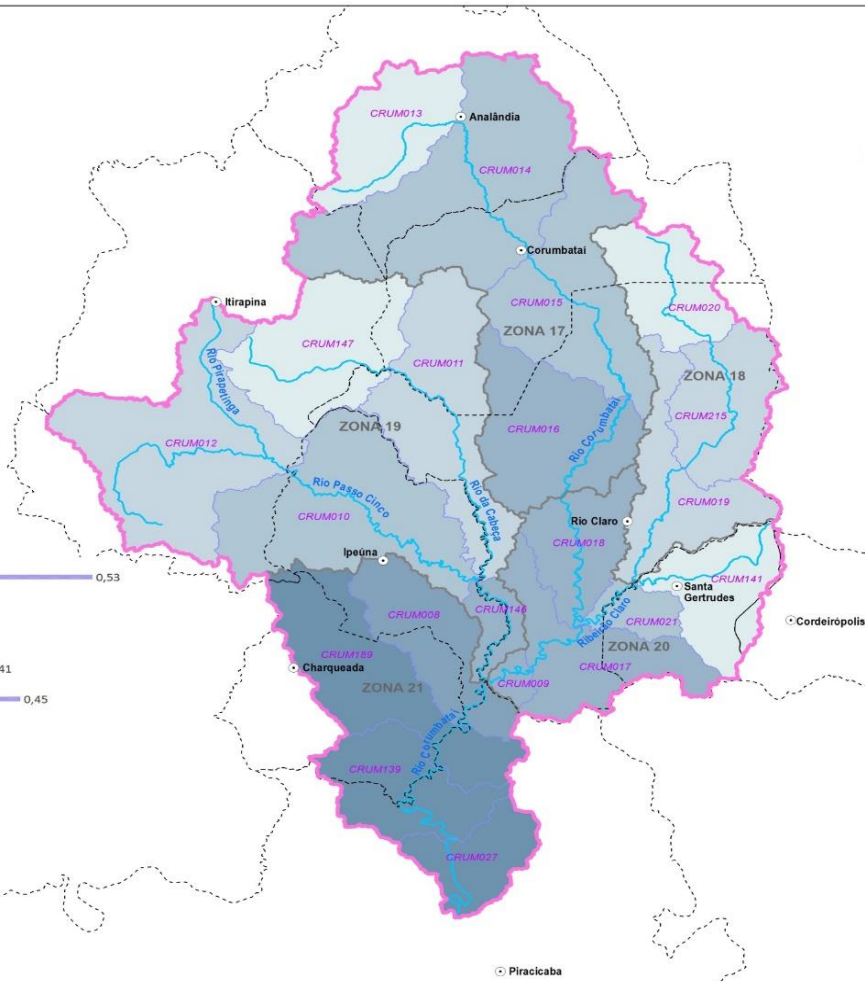 CRUM013
Analândia
CRUM014
Corumbataí
Itirapina
CRUM015
CRUM020
ZONA 17
CRUM147
CRUM011
Rio Pirapetinga
ZONA 18
CRUM215
ZONA 19
CRUM016
Rio Corumbataí
CRUM012
Rio Passo Cinco
Rio da Cabeça
CRUM019
CRUM010
Rio Claro
CRUM018
Ipeúna
0,53
CRUM141
Santa
Gertrudes
CRUM008
CRUM146
Ribeirão Claro
CRUM021
Cordeirópolis
ZONA 20
CRUM189
Charqueada
CRUM017
41
ZONA 21
CRUM009
0,45
Rio Corumbataí
CRUM139
CRUM027
Piracicaba